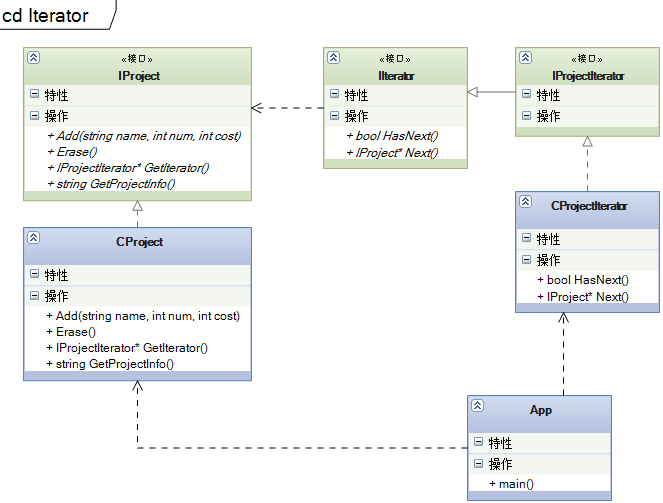 cd Iterator
«接口»
IProject
特性
操作
+ Add(string name, int num, int cost)
+ Erase()
+ IProjectIterator* GetIterator()
+ string GetProjectInfo()
«接口»
IIterator
特性
操作
+ bool HasNext()
+ IProject* Next()
«接口»
IProjectIterator
特性
操作
CProject
特性
操作
+ Add(string name, int num, int cost)
+ Erase()
+ IProjectIterator* GetIterator()
+ string GetProjectInfo()
CProjectIterator
特性
操作
+ bool HasNext()
+ IProject* Next()
App
特性
操作
+ main()